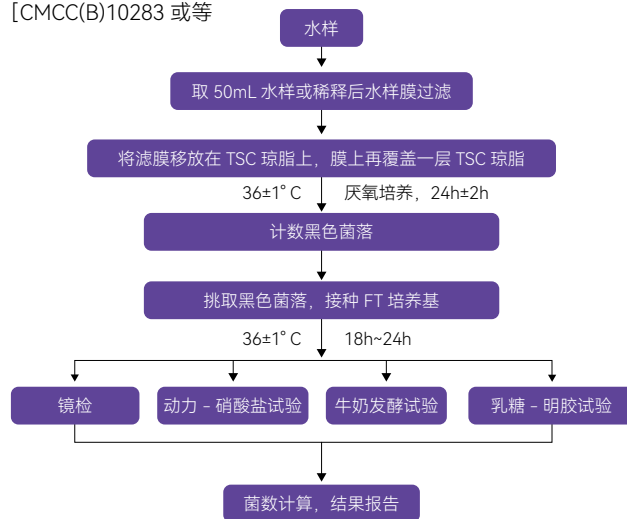 [CMCC(B)10283 或等
水样
取 50mL 水样或稀释后水样膜过滤
将滤膜移放在 TSC 琼脂上，膜上再覆盖一层 TSC 琼脂
36±1°C 厌氧培养，24h±2h
计数黑色菌落
挑取黑色菌落，接种 FT 培养基
36±1°C 18h~24h
镜检 动力－硝酸盐试验 牛奶发酵试验 乳糖－明胶试验
菌数计算，结果报告